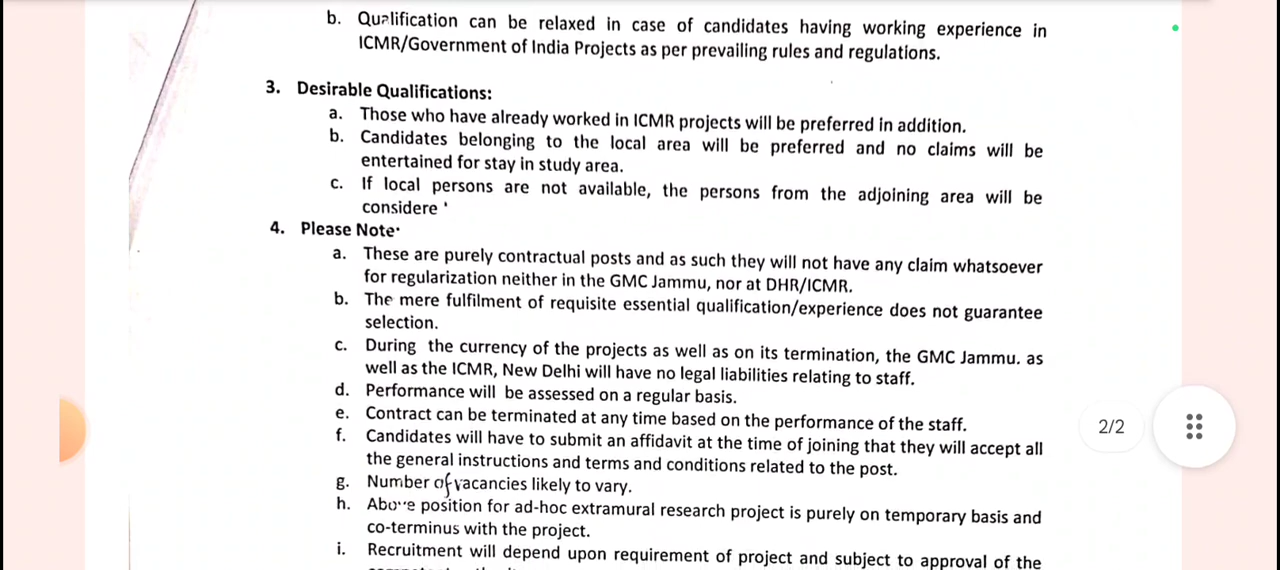 b. Qualification can be relaxed in case of candidates having working experience in
ICMR/Government of India Projects as per prevailing rules and regulations.
3. Desirable Qualifications:
a. Those who have already worked in ICMR projects will be preferred in addition.
b. Candidates belonging to the local area will be preferred and no claims will be
entertained for stay in study area.
c. If local persons are not available, the persons from the adjoining area will be
considere
4. Please Note
a. These are purely contractual posts and as such they will not have any claim whatsoever
for regularization neither in the GMC Jammu, nor at DHR/ICMR.
b. The mere fulfilment of requisite essential qualification/experience does not guarantee
selection.
c. During the currency of the projects as well as on its termination, the GMC Jammu. as
well as the ICMR, New Delhi will have no legal liabilities relating to staff.
d. Performance will be assessed on a regular basis.
e. Contract can be terminated at any time based on the performance of the staff.
f. Candidates will have to submit an affidavit at the time of joining that they will accept all
the general instructions and terms and conditions related to the post.
g. Number of vacancies likely to vary.
h. Above position for ad-hoc extramural research project is purely on temporary basis and
co-terminus with the project.
i. Recruitment will depend upon requirement of project and subject to approval of the
2/2